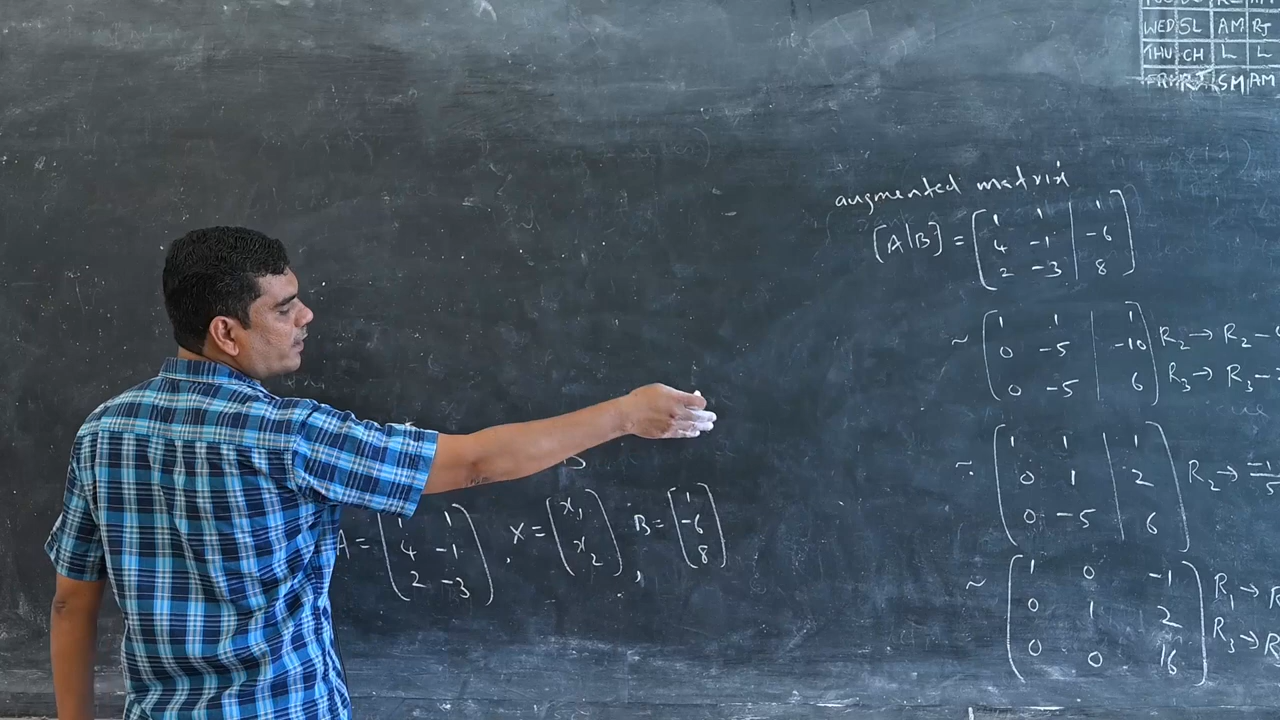 WED SL AM RJ
THU CH L L
SM AM
augmented matrix
[A|B] = [ 1 1 | 1
4 -1 | -6
2 -3 | 8 ]
~ [ 1 1 | 1
0 -5 | -10 R₂ → R₂ -
0 -5 | 6 ] R₃ → R₃ -
~ [ 1 1 | 1
0 1 | 2 R₂ → -1/5
0 -5 | 6 ]
~ [ 1 0 -1 R₁ →
0 1 2
0 0 16 ] R₃ →
A = ( 1 1
4 -1
2 -3 ) , X = ( x₁
x₂ ) , B = ( 1
-6
8 )